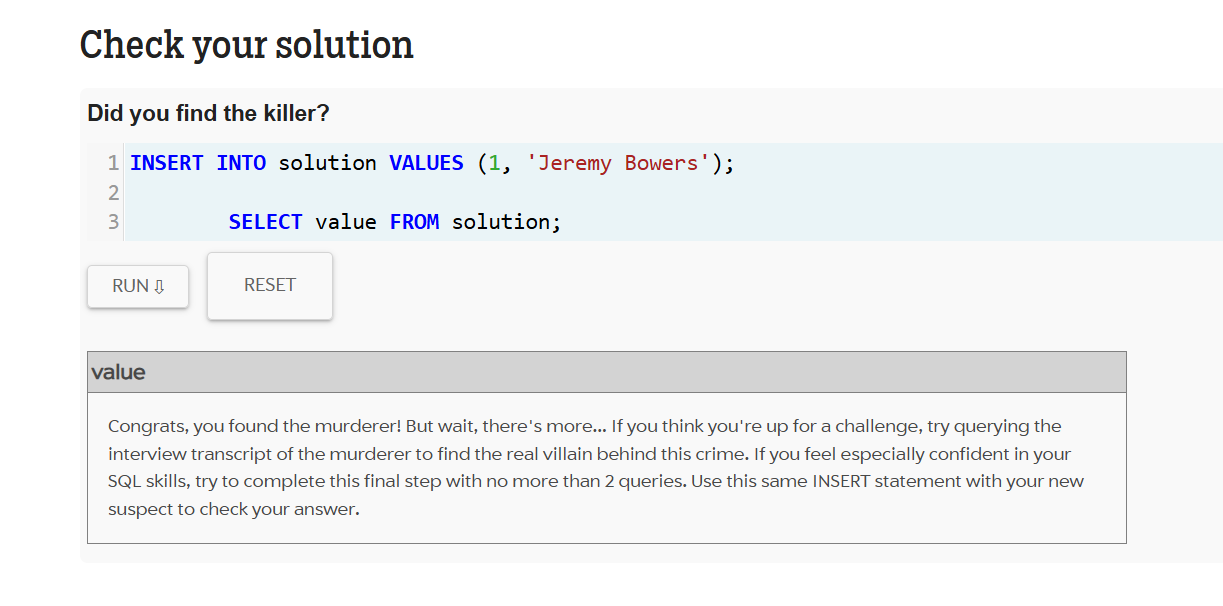 Check your solution
Did you find the killer?
1 INSERT INTO solution VALUES (1, 'Jeremy Bowers');
2
3 SELECT value FROM solution;
RUN ⇩ RESET
value
Congrats, you found the murderer! But wait, there's more... If you think you're up for a challenge, try querying the
interview transcript of the murderer to find the real villain behind this crime. If you feel especially confident in your
SQL skills, try to complete this final step with no more than 2 queries. Use this same INSERT statement with your new
suspect to check your answer.